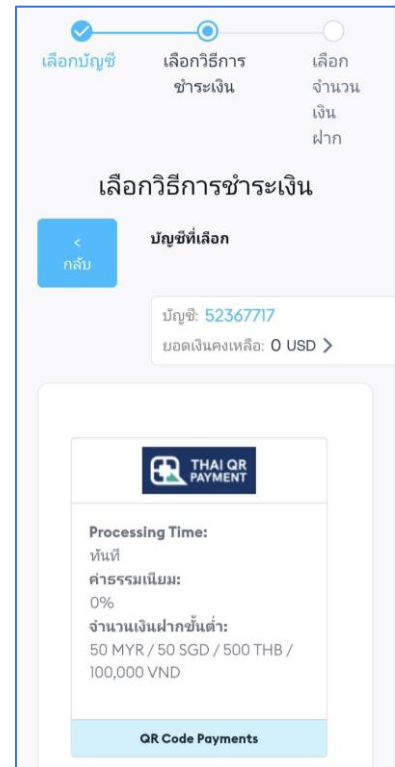 เลือกบัญชี
เลือกวิธีการ
ชำระเงิน
เลือก
จำนวน
เงิน
ฝาก
เลือกวิธีการชำระเงิน
<
กลับ
บัญชีที่เลือก
บัญชี: 52367717
ยอดเงินคงเหลือ: 0 USD >
THAI QR
PAYMENT
Processing Time:
ทันที
ค่าธรรมเนียม:
0%
จำนวนเงินฝากขั้นต่ำ:
50 MYR / 50 SGD / 500 THB /
100,000 VND
QR Code Payments